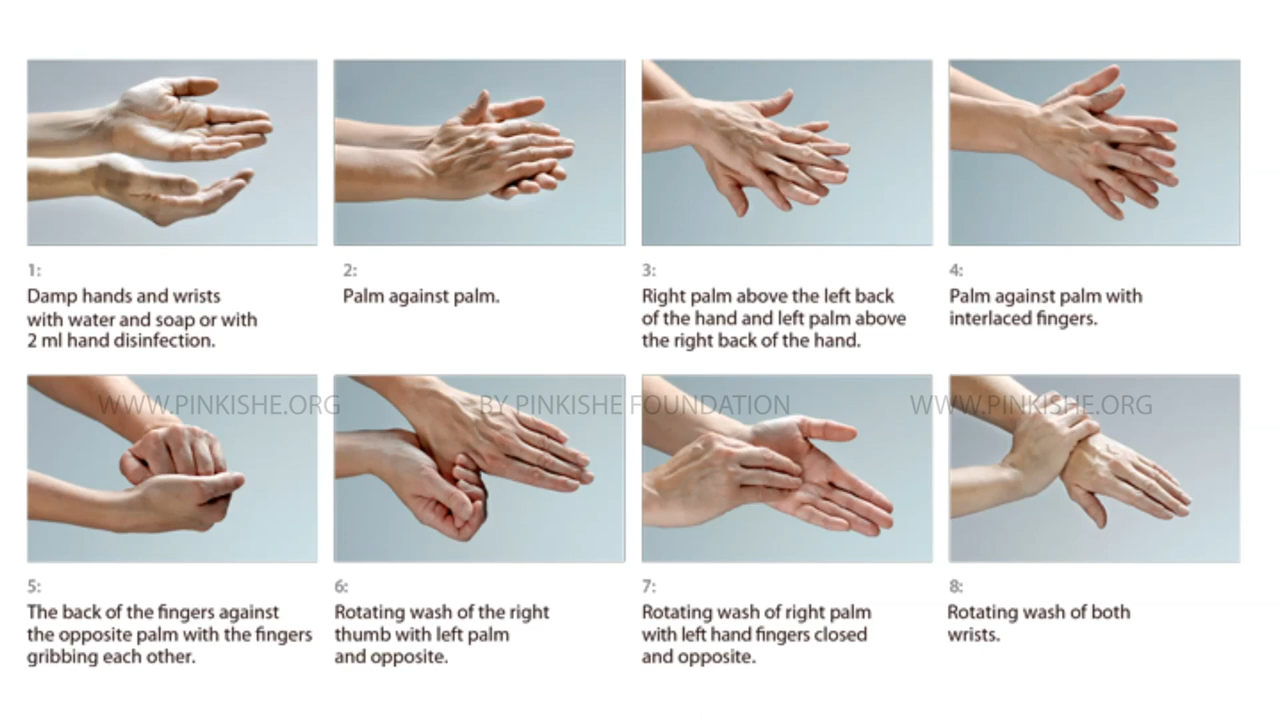 1:
Damp hands and wrists
with water and soap or with
2 ml hand disinfection.
2:
Palm against palm.
3:
Right palm above the left back
of the hand and left palm above
the right back of the hand.
4:
Palm against palm with
interlaced fingers.
WWW.PINKISHE.ORG
BY PINKISHE FOUNDATION
WWW.PINKISHE.ORG
5:
The back of the fingers against
the opposite palm with the fingers
gribbing each other.
6:
Rotating wash of the right
thumb with left palm
and opposite.
7:
Rotating wash of right palm
with left hand fingers closed
and opposite.
8:
Rotating wash of both
wrists.